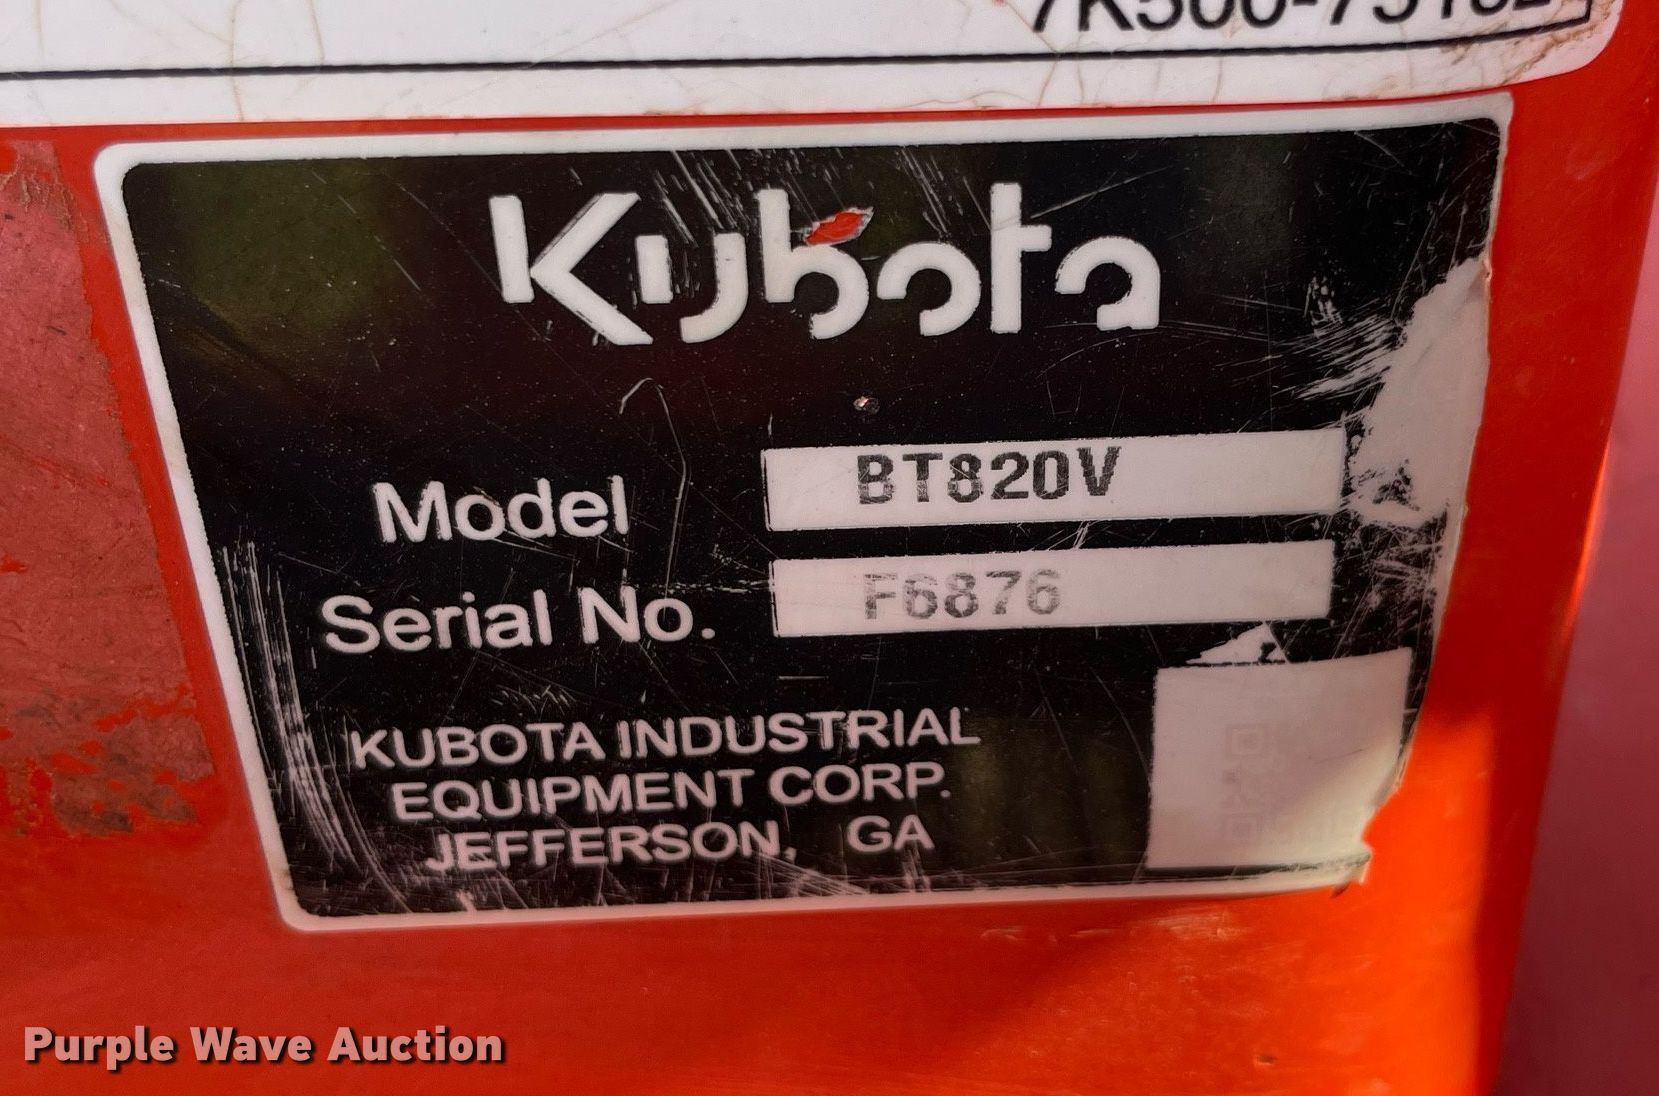 Kubota
Model BT820V
Serial No. F6876
KUBOTA INDUSTRIAL
EQUIPMENT CORP.
JEFFERSON, GA
Purple Wave Auction